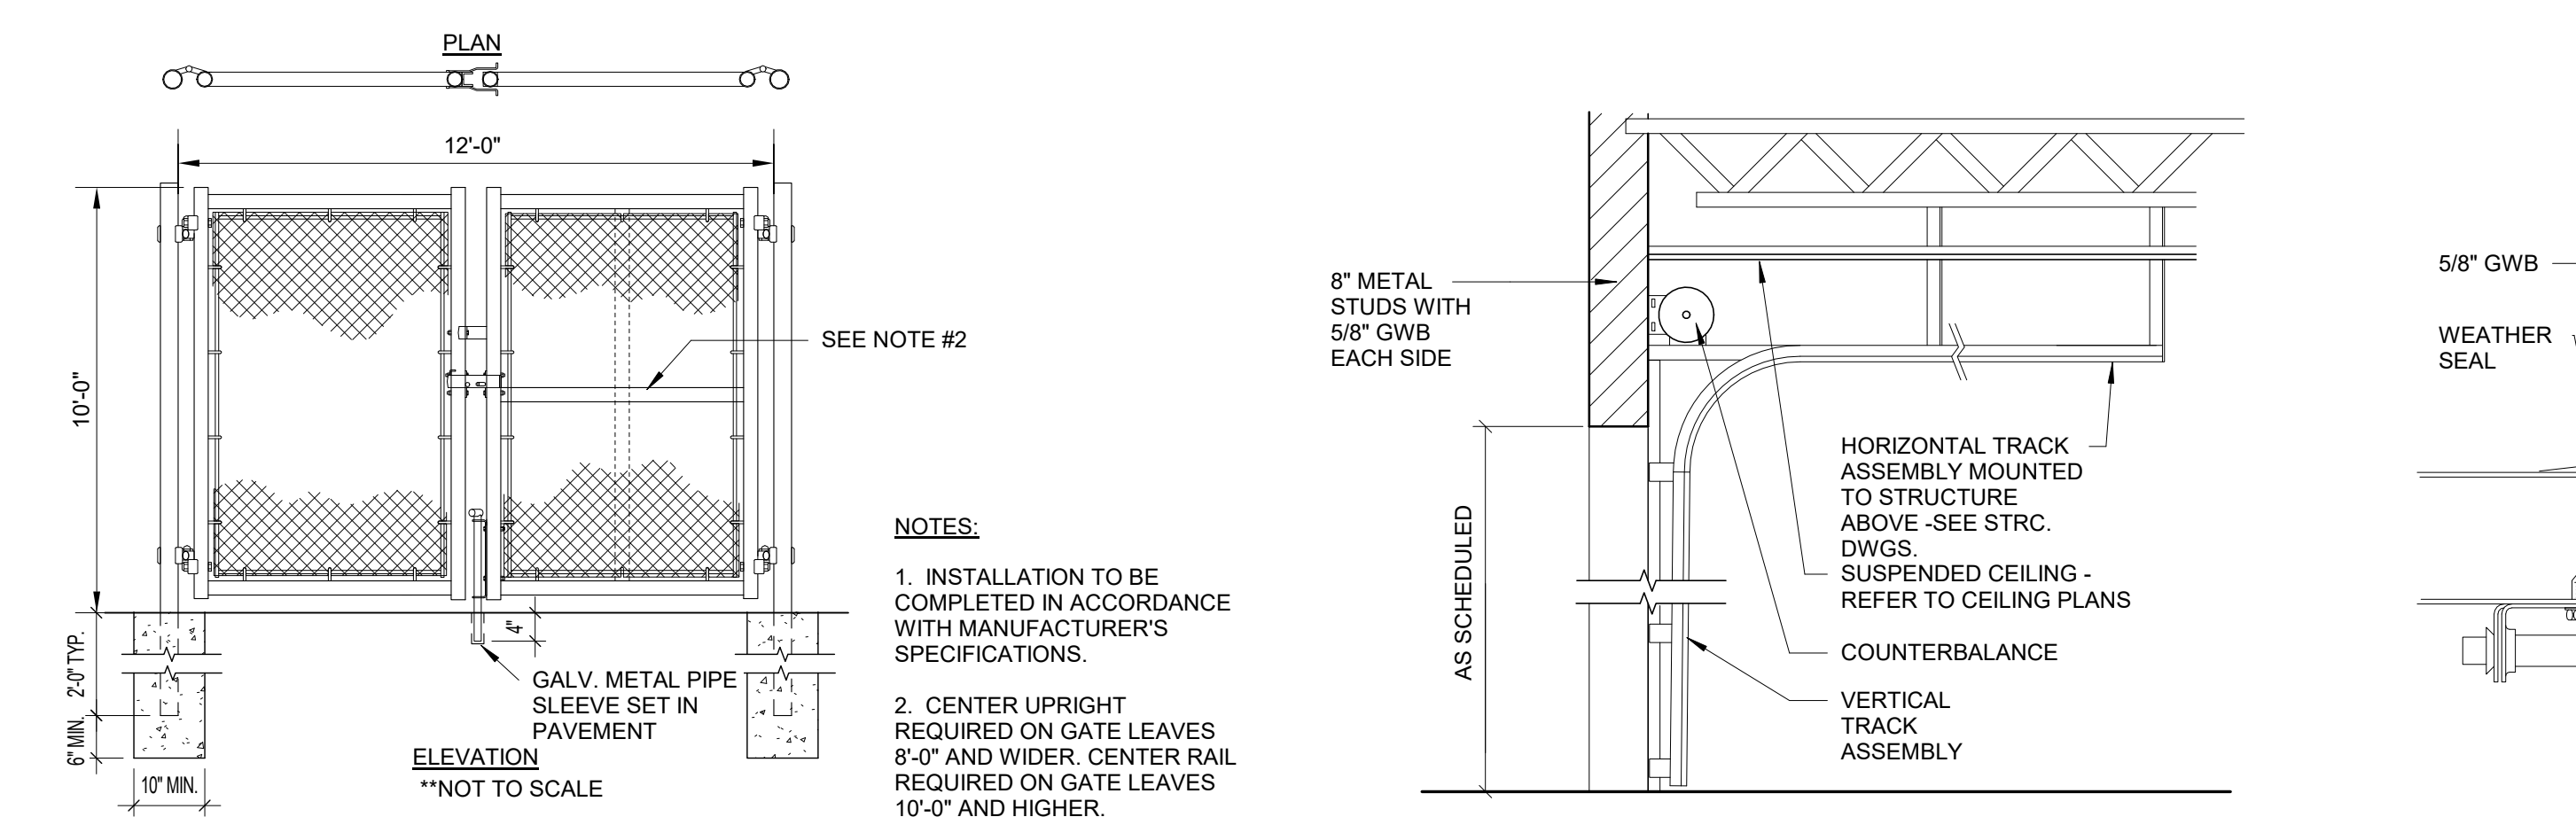 PLAN
12'-0"
10'-0"
SEE NOTE #2
2'-0" TYP.
6" MIN.
10" MIN.
4"
GALV. METAL PIPE
SLEEVE SET IN
PAVEMENT
ELEVATION
**NOT TO SCALE
NOTES:
1. INSTALLATION TO BE
COMPLETED IN ACCORDANCE
WITH MANUFACTURER'S
SPECIFICATIONS.
2. CENTER UPRIGHT
REQUIRED ON GATE LEAVES
8'-0" AND WIDER. CENTER RAIL
REQUIRED ON GATE LEAVES
10'-0" AND HIGHER.
8" METAL
STUDS WITH
5/8" GWB
EACH SIDE
AS SCHEDULED
HORIZONTAL TRACK
ASSEMBLY MOUNTED
TO STRUCTURE
ABOVE -SEE STRC.
DWGS.
SUSPENDED CEILING -
REFER TO CEILING PLANS
COUNTERBALANCE
VERTICAL
TRACK
ASSEMBLY
5/8" GWB
WEATHER
SEAL